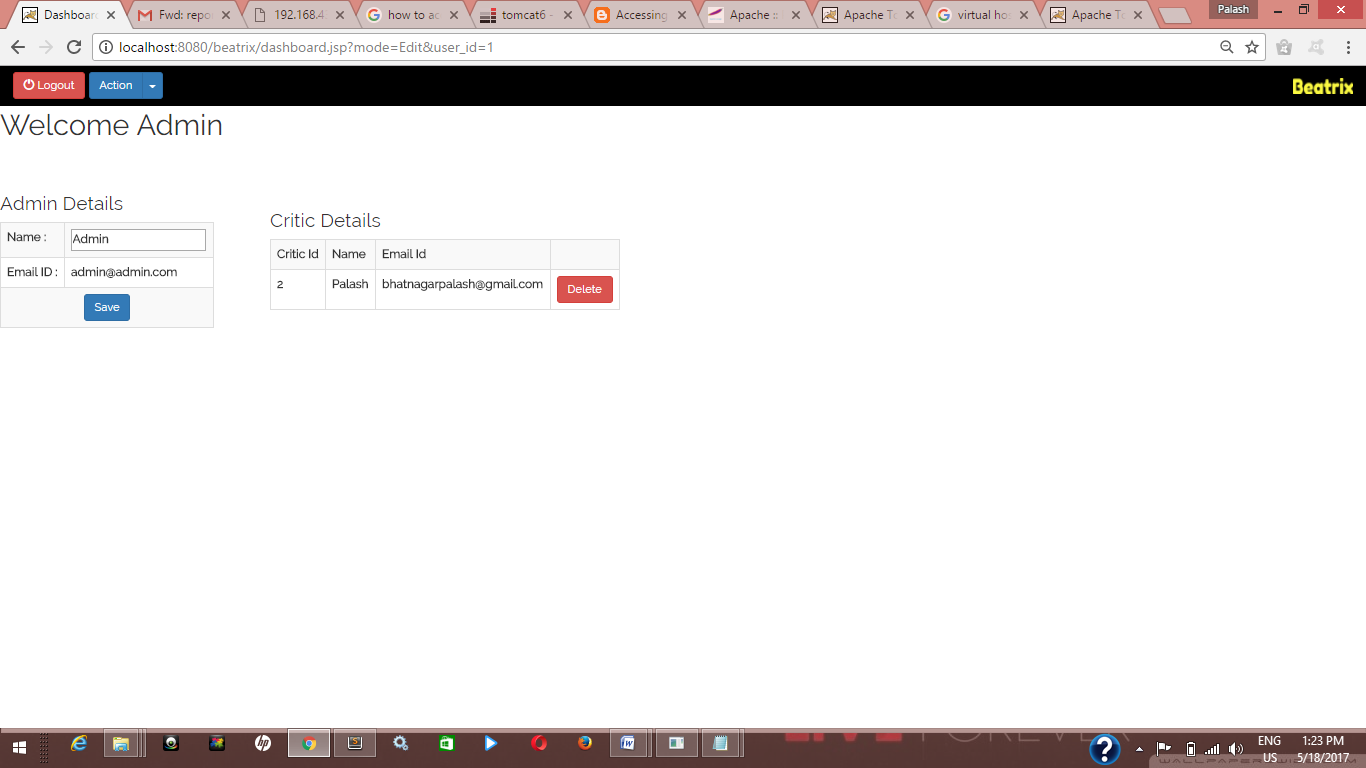 Dashboard
Fwd: repo
192.168.4
how to ac
tomcat6 -
Accessing
Apache ::
Apache To
virtual hos
Apache To
Palash
localhost:8080/beatrix/dashboard.jsp?mode=Edit&user_id=1
Logout
Action
Beatrix
Welcome Admin
Admin Details
Name :
Admin
Email ID :
admin@admin.com
Save
Critic Details
Critic Id
Name
Email Id
2
Palash
bhatnagarpalash@gmail.com
Delete
FOREVER
ENG
US
1:23 PM
5/18/2017